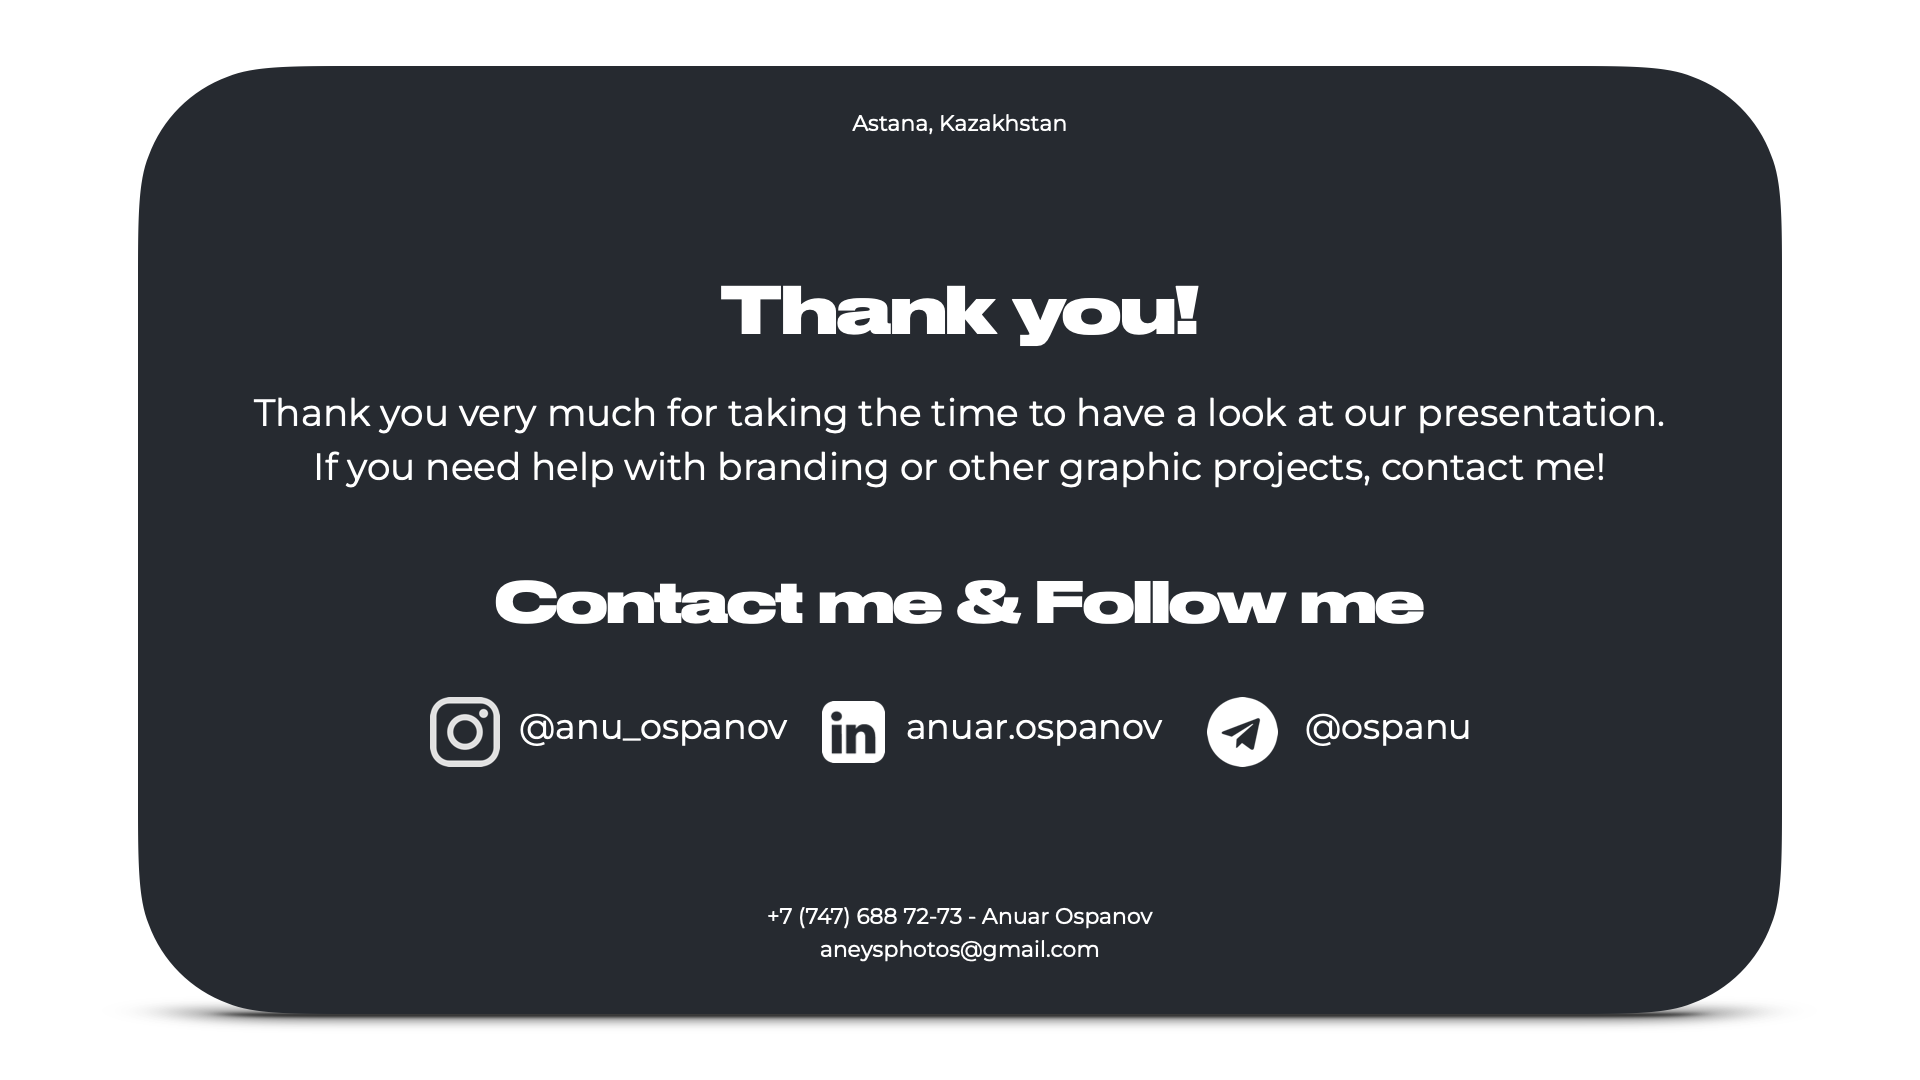 Astana, Kazakhstan
Thank you!
Thank you very much for taking the time to have a look at our presentation.
If you need help with branding or other graphic projects, contact me!
Contact me & Follow me
@anu_ospanov in anuar.ospanov @ospanu
+7 (747) 688 72-73 - Anuar Ospanov
aneysphotos@gmail.com